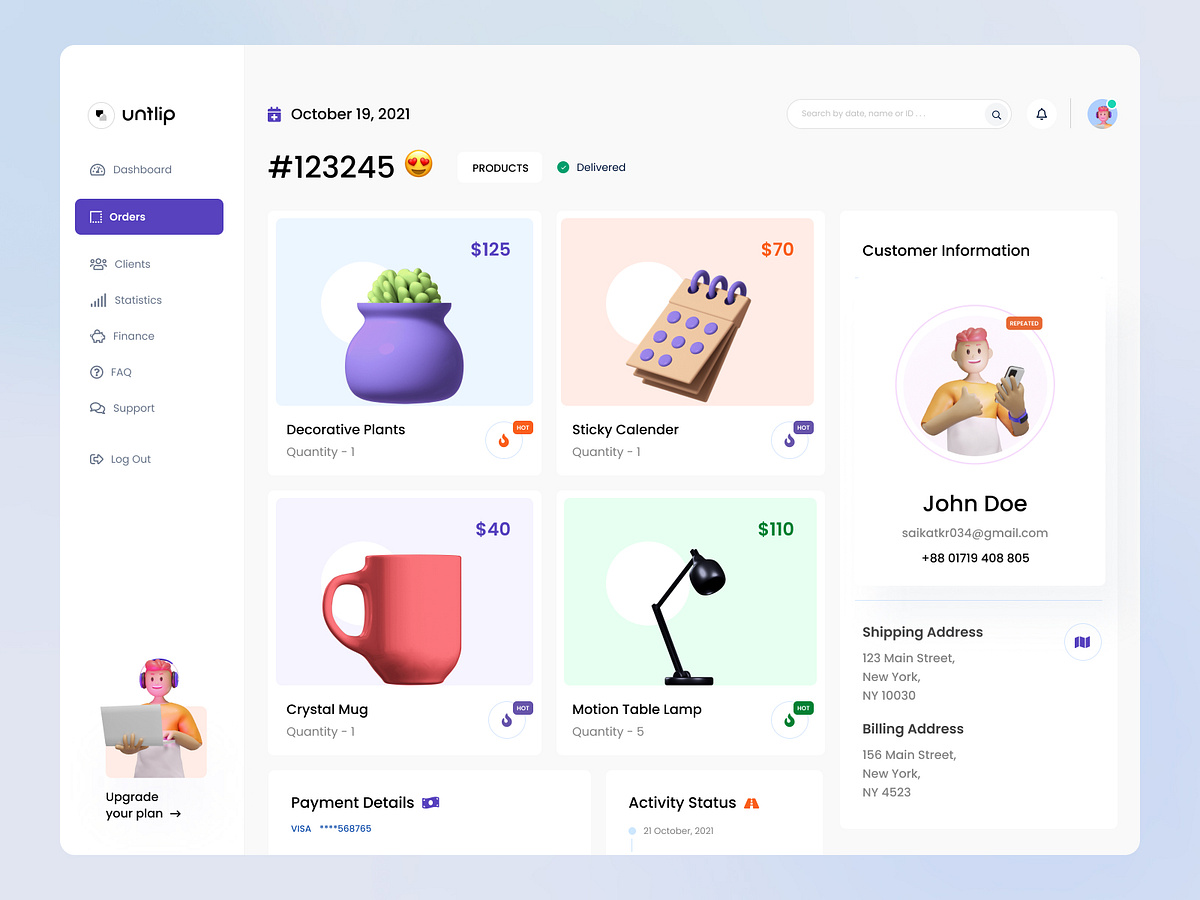 untlip
Dashboard
Orders
Clients
Statistics
Finance
FAQ
Support
Log Out
Upgrade
your plan →
October 19, 2021
Search by date, name or ID . . .
#123245
PRODUCTS
Delivered
$125
Decorative Plants
Quantity - 1
HOT
$70
Sticky Calender
Quantity - 1
HOT
$40
Crystal Mug
Quantity - 1
HOT
$110
Motion Table Lamp
Quantity - 5
HOT
Payment Details
VISA ****568765
Activity Status
21 October, 2021
Customer Information
REPEATED
John Doe
saikatkr034@gmail.com
+88 01719 408 805
Shipping Address
123 Main Street,
New York,
NY 10030
Billing Address
156 Main Street,
New York,
NY 4523